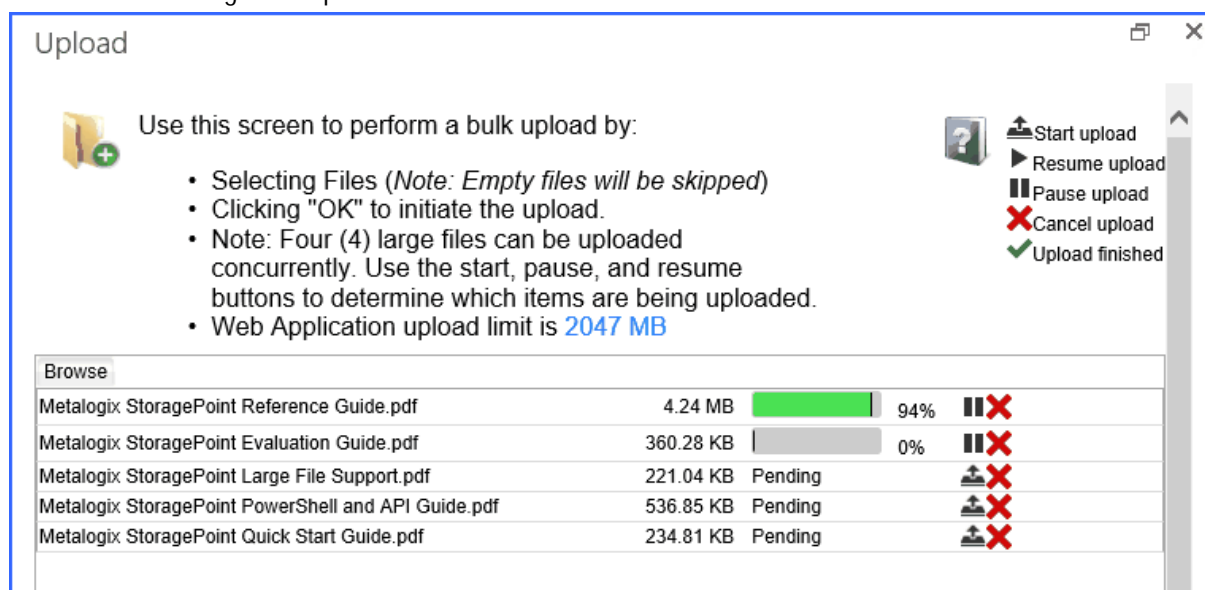 Upload
Use this screen to perform a bulk upload by:
• Selecting Files (Note: Empty files will be skipped)
• Clicking "OK" to initiate the upload.
• Note: Four (4) large files can be uploaded
concurrently. Use the start, pause, and resume
buttons to determine which items are being uploaded.
• Web Application upload limit is 2047 MB
Start upload
Resume upload
Pause upload
Cancel upload
Upload finished
Browse
Metalogix StoragePoint Reference Guide.pdf 4.24 MB 94%
Metalogix StoragePoint Evaluation Guide.pdf 360.28 KB 0%
Metalogix StoragePoint Large File Support.pdf 221.04 KB Pending
Metalogix StoragePoint PowerShell and API Guide.pdf 536.85 KB Pending
Metalogix StoragePoint Quick Start Guide.pdf 234.81 KB Pending